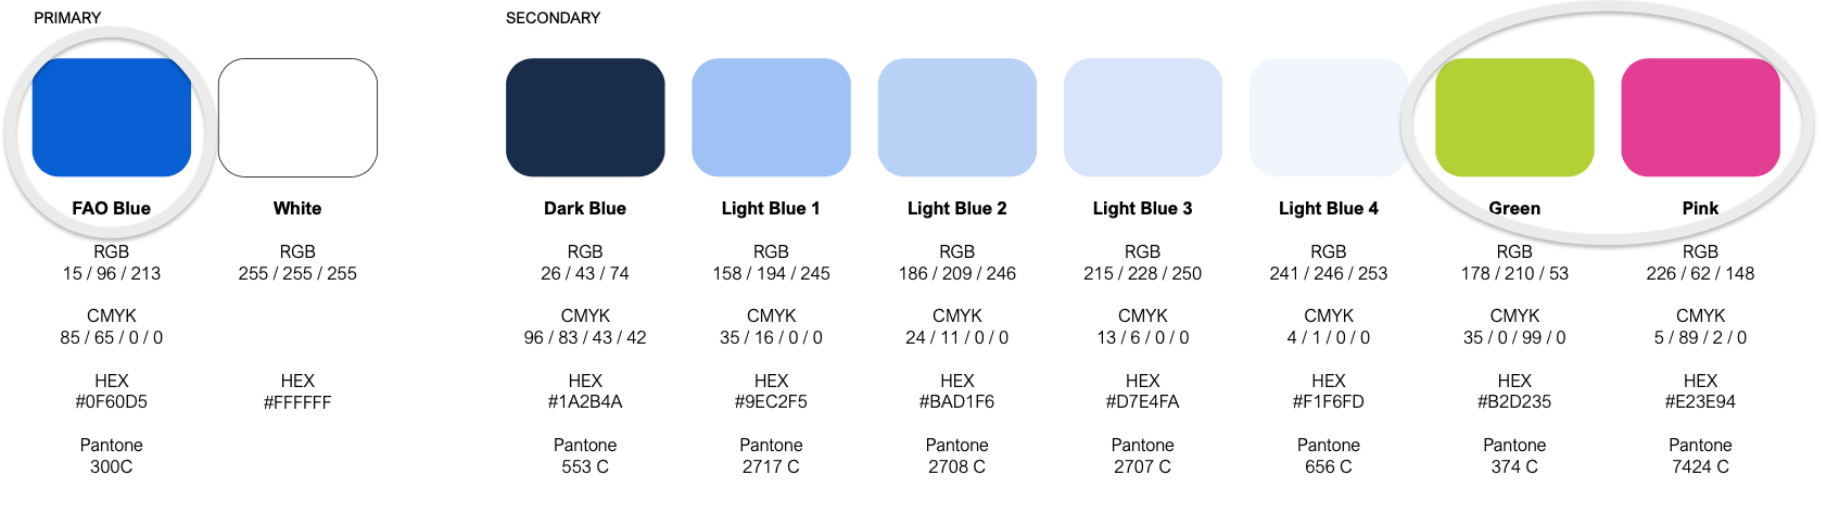 PRIMARY
SECONDARY
FAO Blue
RGB
15 / 96 / 213
CMYK
85 / 65 / 0 / 0
HEX
#0F60D5
Pantone
300C
White
RGB
255 / 255 / 255
HEX
#FFFFFF
Dark Blue
RGB
26 / 43 / 74
CMYK
96 / 83 / 43 / 42
HEX
#1A2B4A
Pantone
553 C
Light Blue 1
RGB
158 / 194 / 245
CMYK
35 / 16 / 0 / 0
HEX
#9EC2F5
Pantone
2717 C
Light Blue 2
RGB
186 / 209 / 246
CMYK
24 / 11 / 0 / 0
HEX
#BAD1F6
Pantone
2708 C
Light Blue 3
RGB
215 / 228 / 250
CMYK
13 / 6 / 0 / 0
HEX
#D7E4FA
Pantone
2707 C
Light Blue 4
RGB
241 / 246 / 253
CMYK
4 / 1 / 0 / 0
HEX
#F1F6FD
Pantone
656 C
Green
RGB
178 / 210 / 53
CMYK
35 / 0 / 99 / 0
HEX
#B2D235
Pantone
374 C
Pink
RGB
226 / 62 / 148
CMYK
5 / 89 / 2 / 0
HEX
#E23E94
Pantone
7424 C